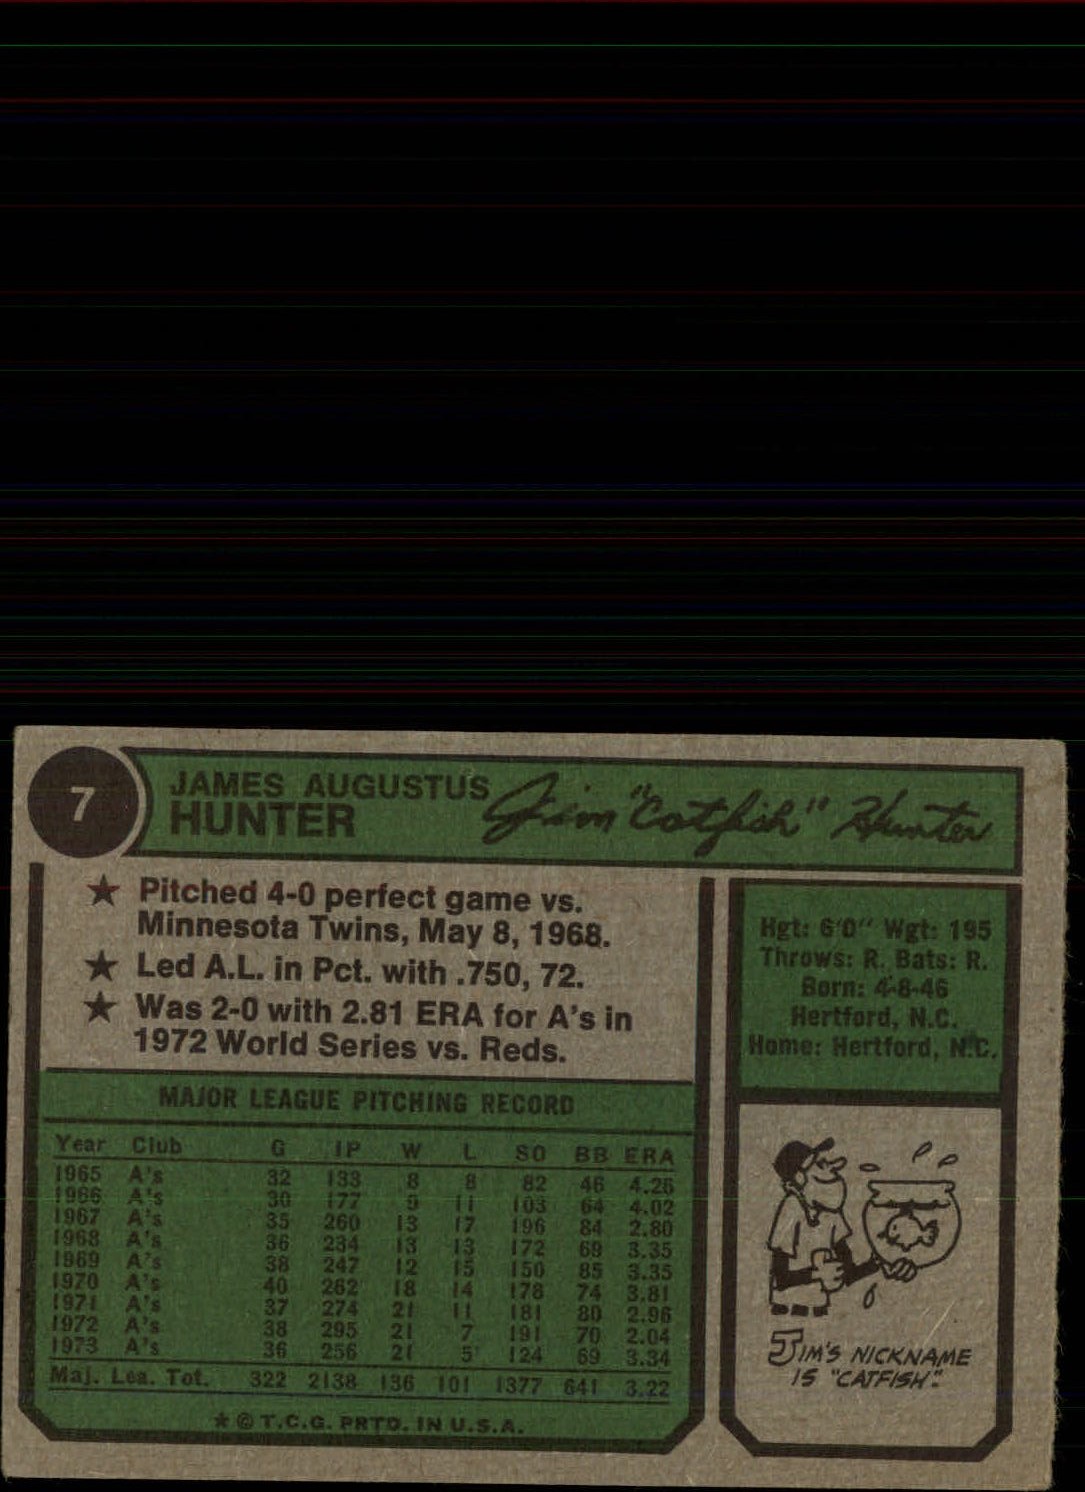 7
JAMES AUGUSTUS
HUNTER
Jim "Catfish" Hunter
★ Pitched 4-0 perfect game vs.
Minnesota Twins, May 8, 1968.
★ Led A.L. in Pct. with .750, 72.
★ Was 2-0 with 2.81 ERA for A's in
1972 World Series vs. Reds.
Hgt: 6'0" Wgt: 195
Throws: R. Bats: R.
Born: 4-8-46
Hertford, N.C.
Home: Hertford, N.C.
MAJOR LEAGUE PITCHING RECORD
Year Club G IP W L SO BB ERA
1965 A's 32 133 8 8 82 46 4.26
1966 A's 30 177 9 11 103 64 4.02
1967 A's 35 260 13 17 196 84 2.80
1968 A's 36 234 13 13 172 69 3.35
1969 A's 38 247 12 15 150 85 3.35
1970 A's 40 262 18 14 178 74 3.81
1971 A's 37 274 21 11 181 80 2.96
1972 A's 38 295 21 7 191 70 2.04
1973 A's 36 256 21 5 124 69 3.34
Maj. Lea. Tot. 322 2138 136 101 1377 641 3.22
★ © T.C.G. PRTD. IN U.S.A.
JIM'S NICKNAME
IS "CATFISH".